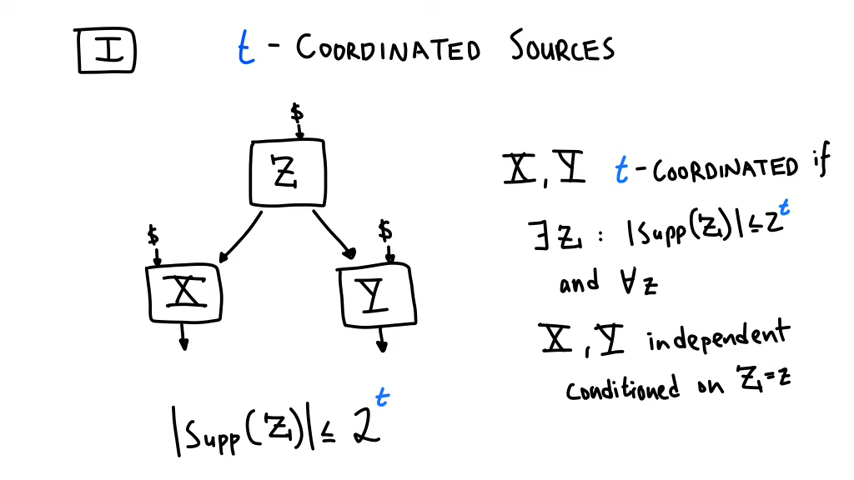 I
t - COORDINATED SOURCES
$
Z
$
$
X
Y
|Supp(Z)| ≤ 2^t
X, Y t-COORDINATED if
∃ Z : |Supp(Z)| ≤ 2^t
and ∀z
X, Y independent
conditioned on Z=z